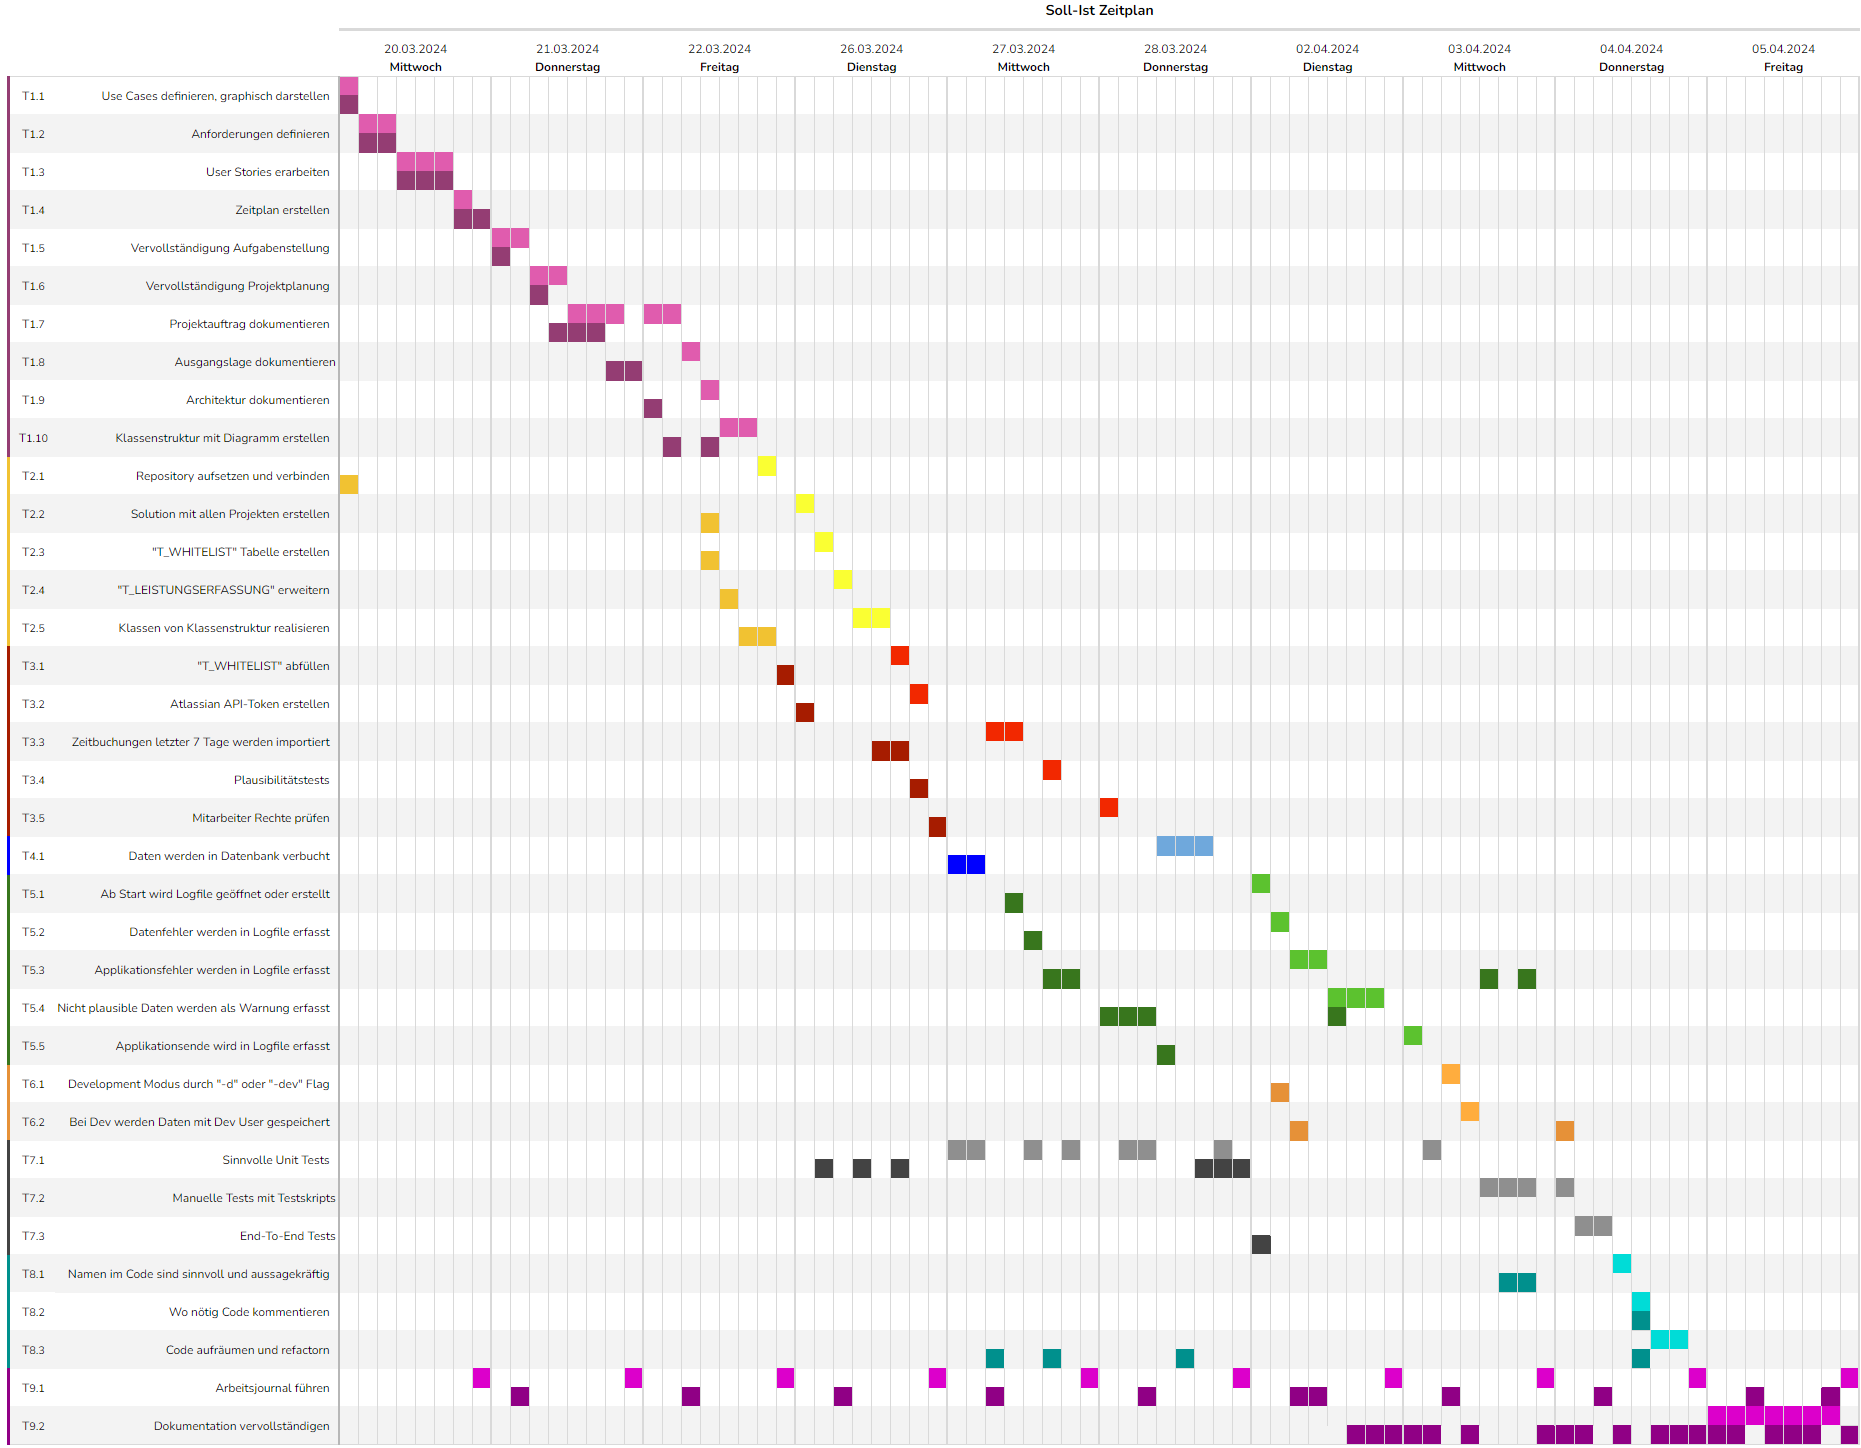 Soll-Ist Zeitplan
20.03.2024 21.03.2024 22.03.2024 26.03.2024 27.03.2024 28.03.2024 02.04.2024 03.04.2024 04.04.2024 05.04.2024
Mittwoch Donnerstag Freitag Dienstag Mittwoch Donnerstag Dienstag Mittwoch Donnerstag Freitag
T1.1 Use Cases definieren, graphisch darstellen
T1.2 Anforderungen definieren
T1.3 User Stories erarbeiten
T1.4 Zeitplan erstellen
T1.5 Vervollständigung Aufgabenstellung
T1.6 Vervollständigung Projektplanung
T1.7 Projektauftrag dokumentieren
T1.8 Ausgangslage dokumentieren
T1.9 Architektur dokumentieren
T1.10 Klassenstruktur mit Diagramm erstellen
T2.1 Repository aufsetzen und verbinden
T2.2 Solution mit allen Projekten erstellen
T2.3 "T_WHITELIST" Tabelle erstellen
T2.4 "T_LEISTUNGSERFASSUNG" erweitern
T2.5 Klassen von Klassenstruktur realisieren
T3.1 "T_WHITELIST" abfüllen
T3.2 Atlassian API-Token erstellen
T3.3 Zeitbuchungen letzter 7 Tage werden importiert
T3.4 Plausibilitätstests
T3.5 Mitarbeiter Rechte prüfen
T4.1 Daten werden in Datenbank verbucht
T5.1 Ab Start wird Logfile geöffnet oder erstellt
T5.2 Datenfehler werden in Logfile erfasst
T5.3 Applikationsfehler werden in Logfile erfasst
T5.4 Nicht plausible Daten werden als Warnung erfasst
T5.5 Applikationsende wird in Logfile erfasst
T6.1 Development Modus durch "-d" oder "-dev" Flag
T6.2 Bei Dev werden Daten mit Dev User gespeichert
T7.1 Sinnvolle Unit Tests
T7.2 Manuelle Tests mit Testskripts
T7.3 End-To-End Tests
T8.1 Namen im Code sind sinnvoll und aussagekräftig
T8.2 Wo nötig Code kommentieren
T8.3 Code aufräumen und refactorn
T9.1 Arbeitsjournal führen
T9.2 Dokumentation vervollständigen